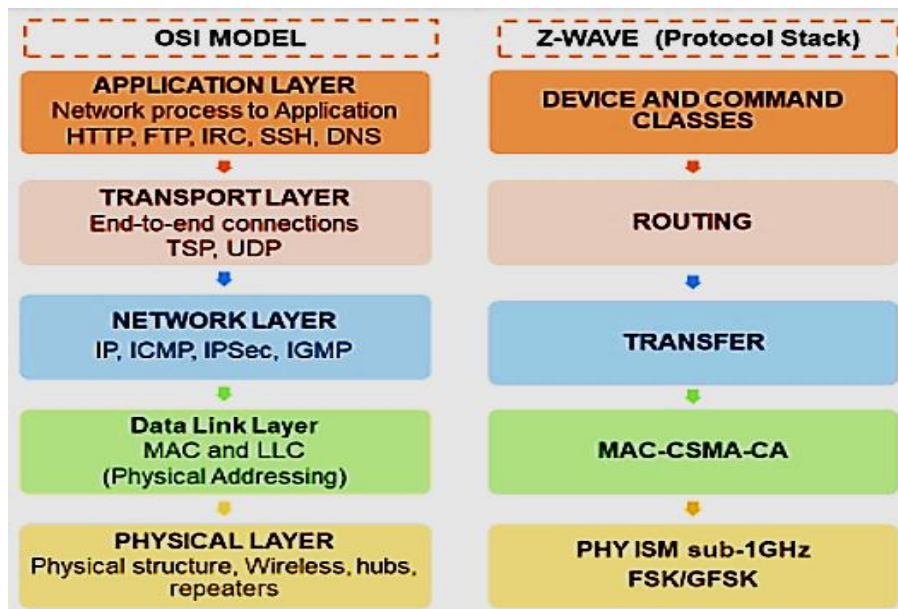 OSI MODEL
APPLICATION LAYER
Network process to Application
HTTP, FTP, IRC, SSH, DNS
TRANSPORT LAYER
End-to-end connections
TSP, UDP
NETWORK LAYER
IP, ICMP, IPSec, IGMP
Data Link Layer
MAC and LLC
(Physical Addressing)
PHYSICAL LAYER
Physical structure, Wireless, hubs,
repeaters
Z-WAVE (Protocol Stack)
DEVICE AND COMMAND
CLASSES
ROUTING
TRANSFER
MAC-CSMA-CA
PHY ISM sub-1GHz
FSK/GFSK